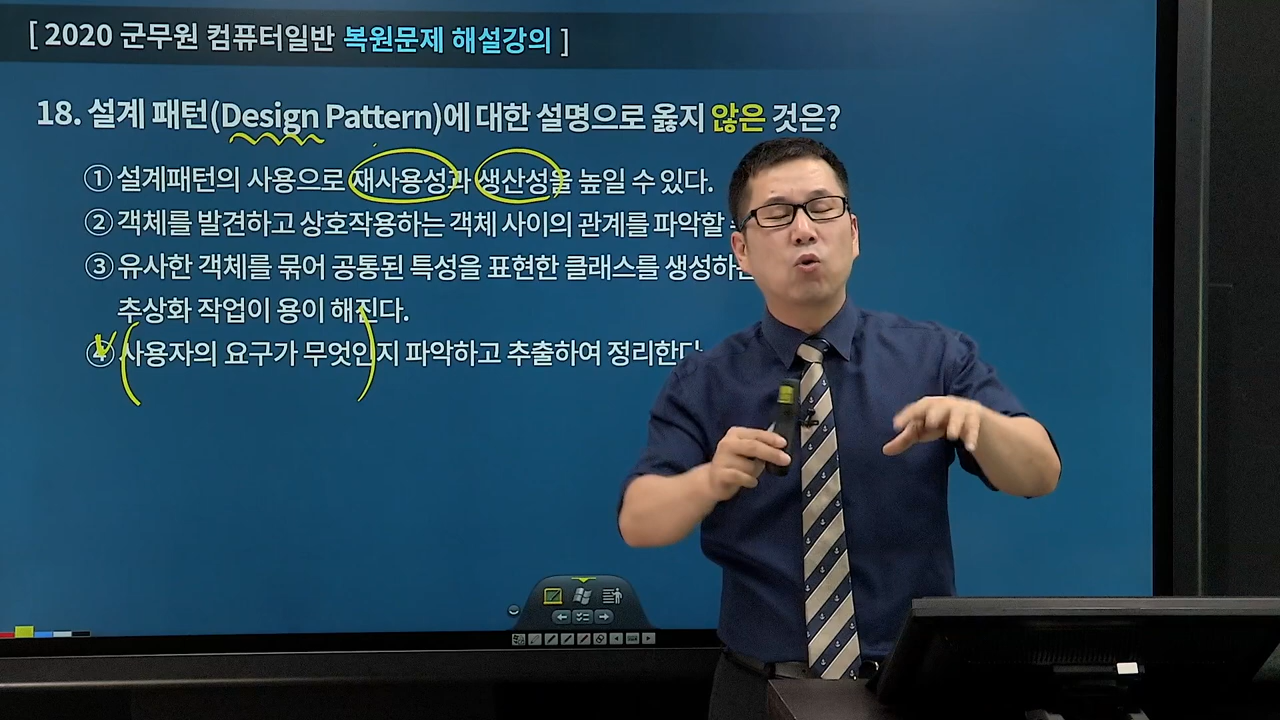 [ 2020 군무원 컴퓨터일반 복원문제 해설강의 ]
18. 설계 패턴(Design Pattern)에 대한 설명으로 옳지 않은 것은?
① 설계패턴의 사용으로 재사용성과 생산성을 높일 수 있다.
② 객체를 발견하고 상호작용하는 객체 사이의 관계를 파악할
③ 유사한 객체를 묶어 공통된 특성을 표현한 클래스를 생성하는
추상화 작업이 용이 해진다.
④ 사용자의 요구가 무엇인지 파악하고 추출하여 정리한다